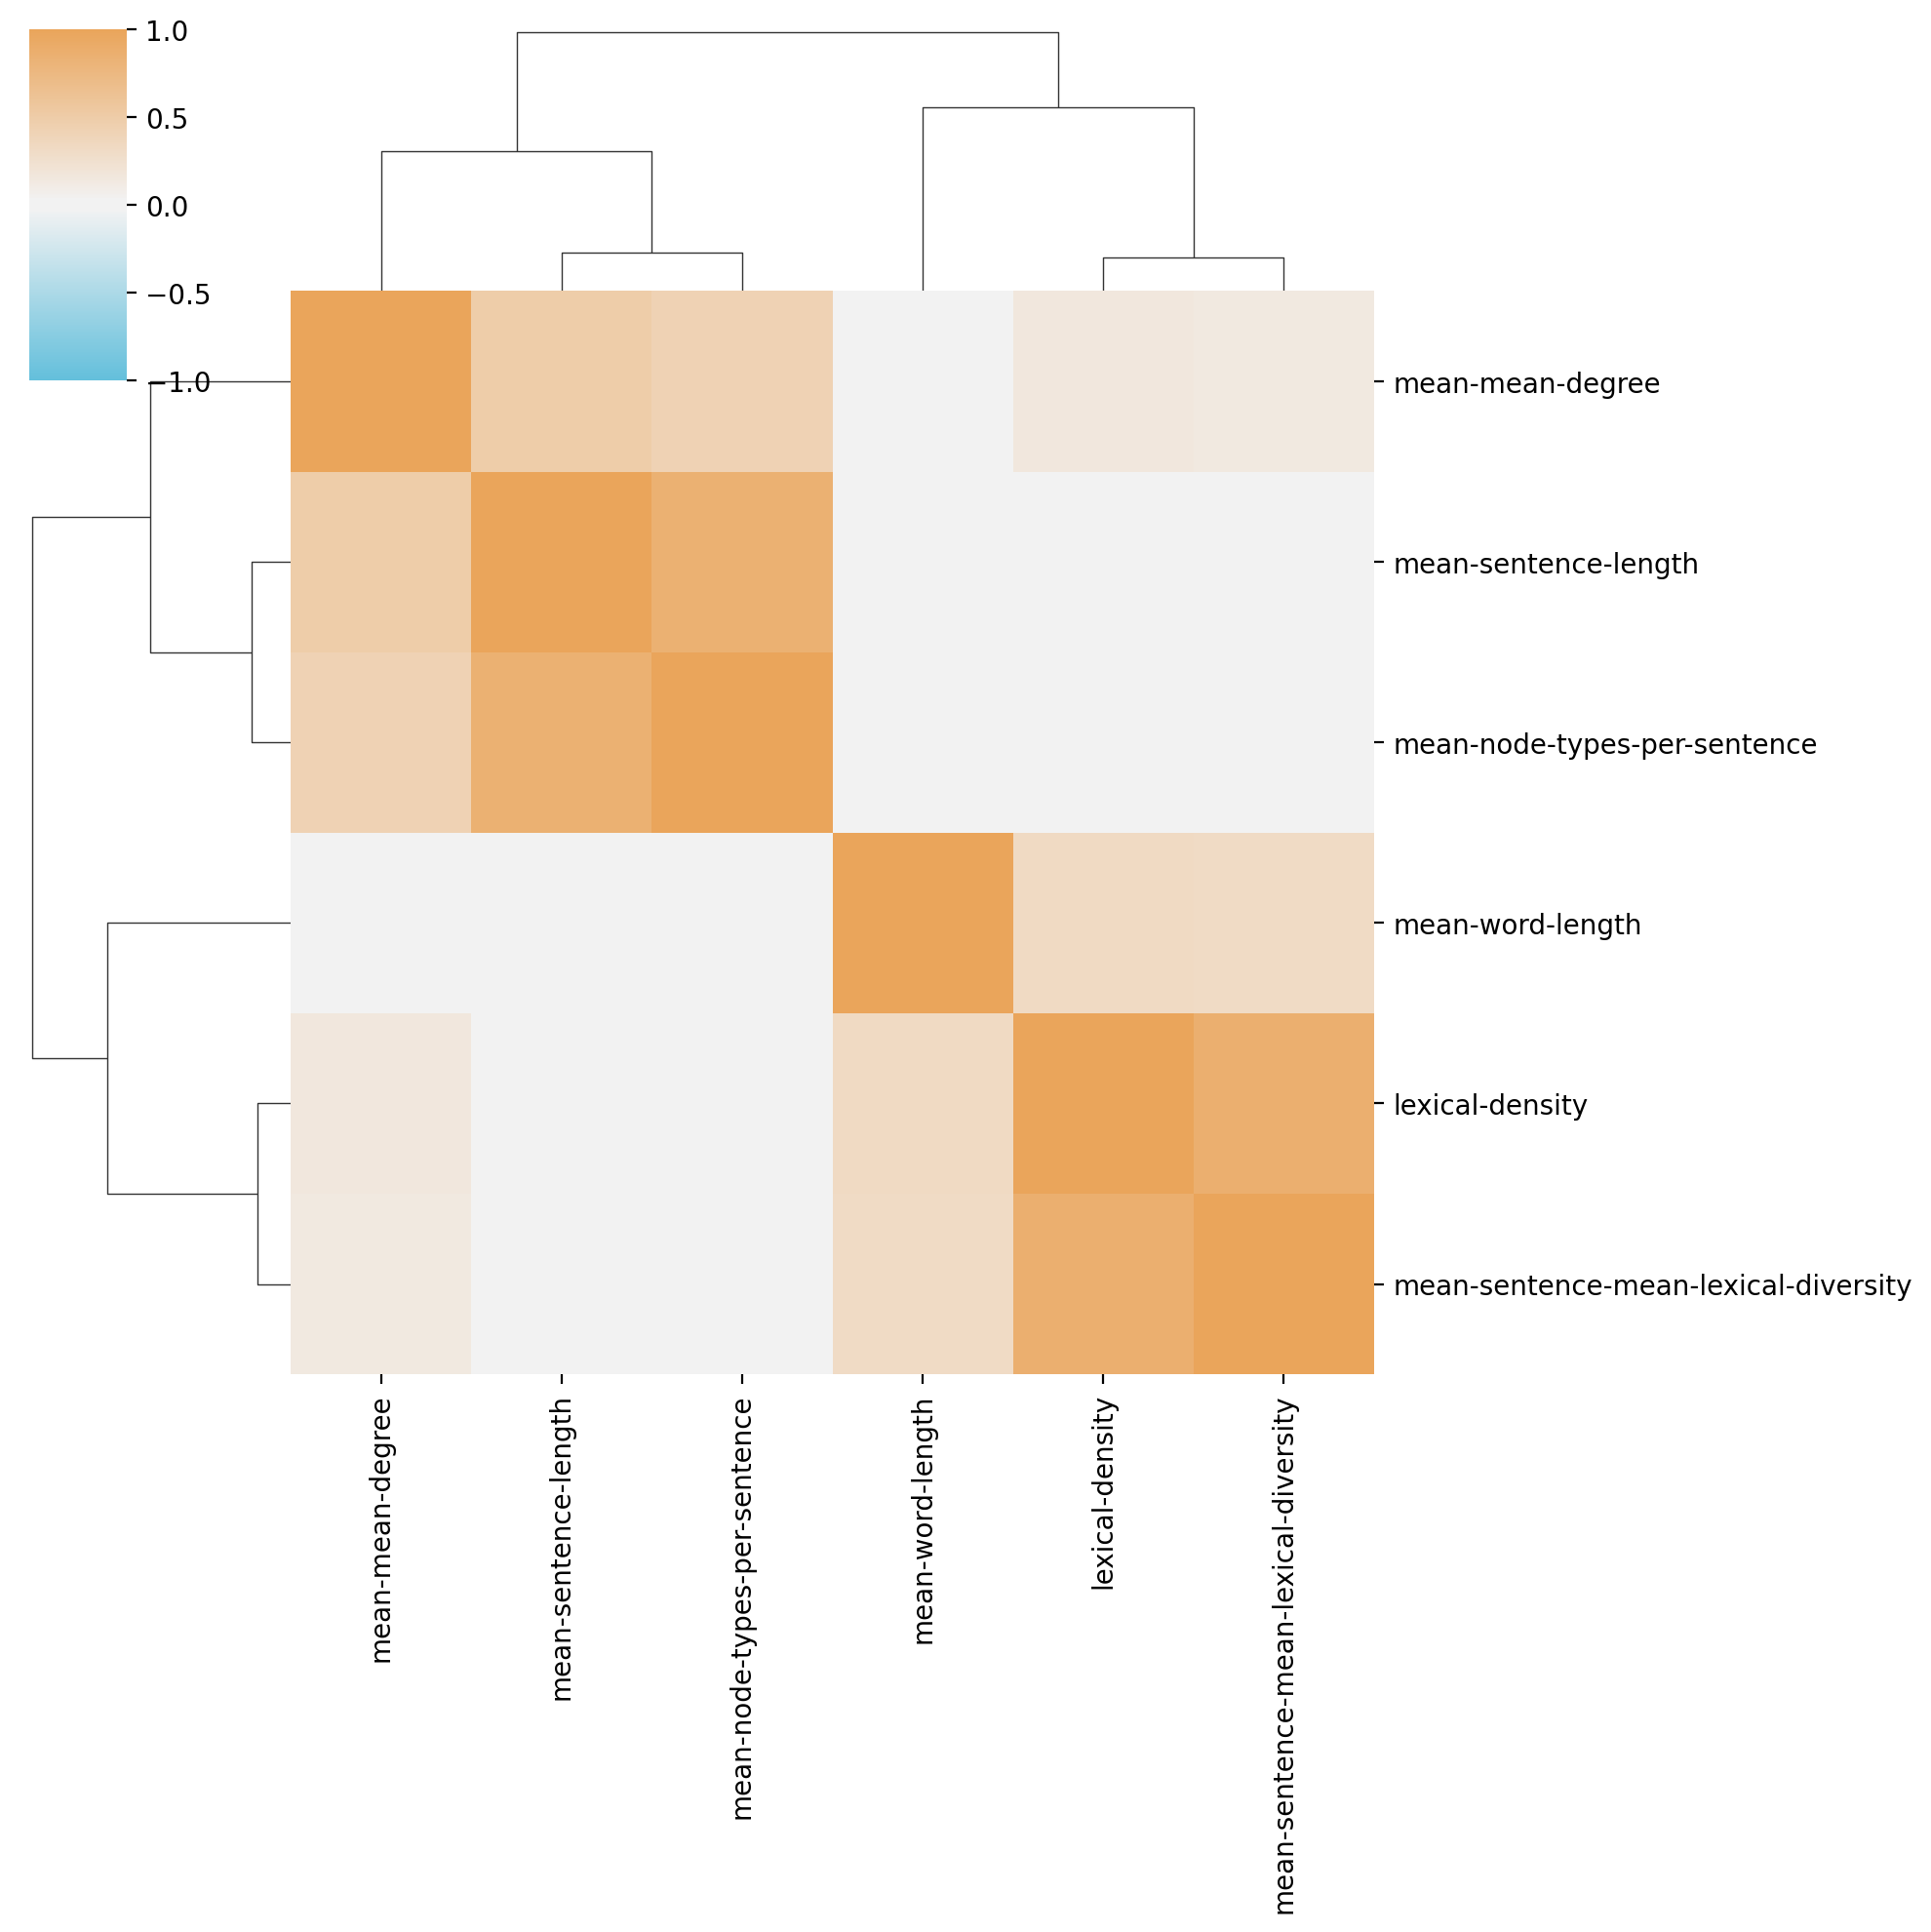 1.0
0.5
0.0
−0.5
−1.0
mean-mean-degree
mean-sentence-length
mean-node-types-per-sentence
mean-word-length
lexical-density
mean-sentence-mean-lexical-diversity
mean-mean-degree
mean-sentence-length
mean-node-types-per-sentence
mean-word-length
lexical-density
mean-sentence-mean-lexical-diversity